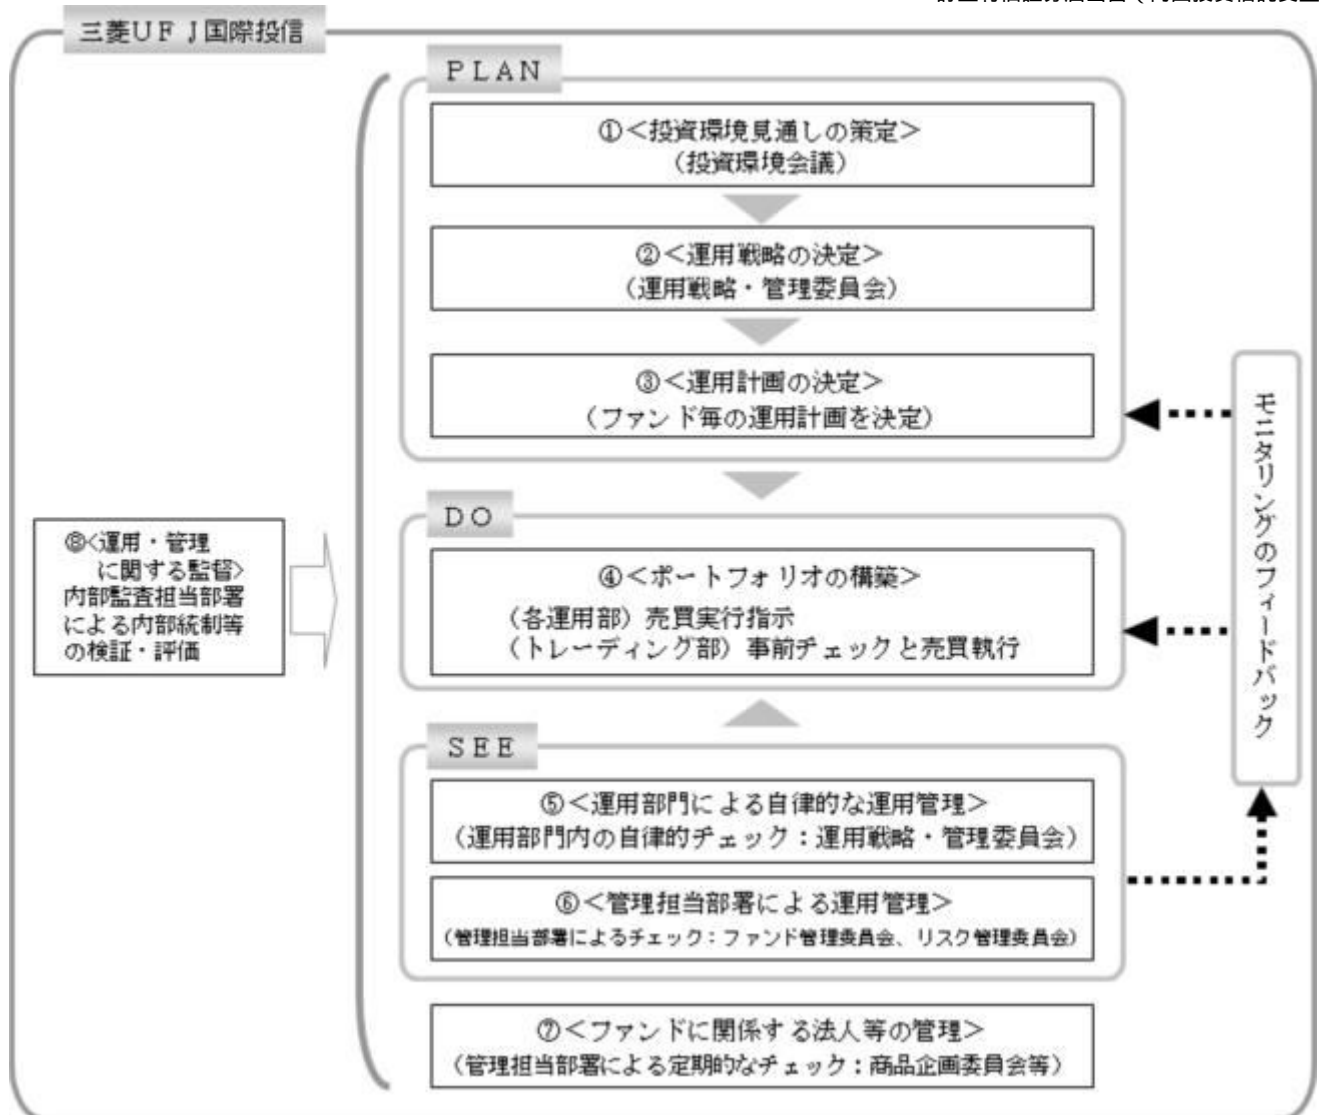 三菱ＵＦＪ国際投信
ＰＬＡＮ
①＜投資環境見通しの策定＞
（投資環境会議）
②＜運用戦略の決定＞
（運用戦略・管理委員会）
③＜運用計画の決定＞
（ファンド毎の運用計画を決定）
ＤＯ
④＜ポートフォリオの構築＞
（各運用部）売買実行指示
（トレーディング部）事前チェックと売買執行
ＳＥＥ
⑤＜運用部門による自律的な運用管理＞
（運用部門内の自律的チェック：運用戦略・管理委員会）
⑥＜管理担当部署による運用管理＞
（管理担当部署によるチェック：ファンド管理委員会、リスク管理委員会）
⑦＜ファンドに関係する法人等の管理＞
（管理担当部署による定期的なチェック：商品企画委員会等）
⑧<運用・管理
に関する監督>
内部監査担当部署
による内部統制等
の検証・評価
モニタリングのフィードバック